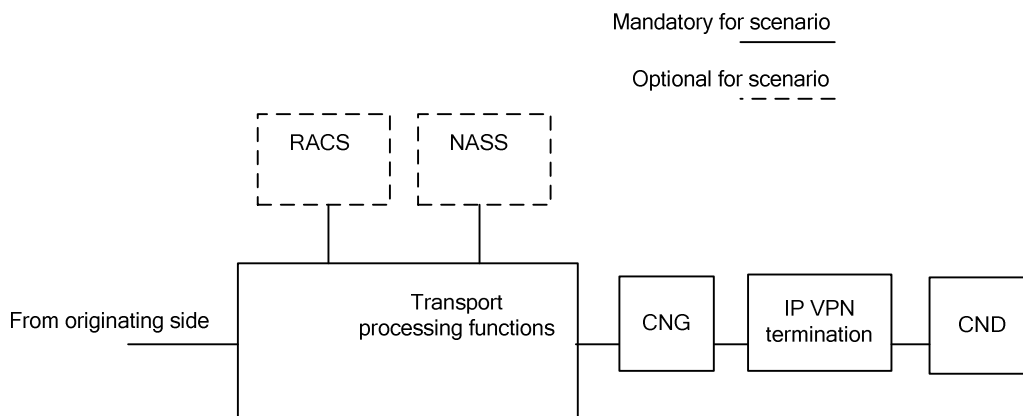 Mandatory for scenario
Optional for scenario
RACS
NASS
From originating side
Transport
processing functions
CNG
IP VPN
termination
CND